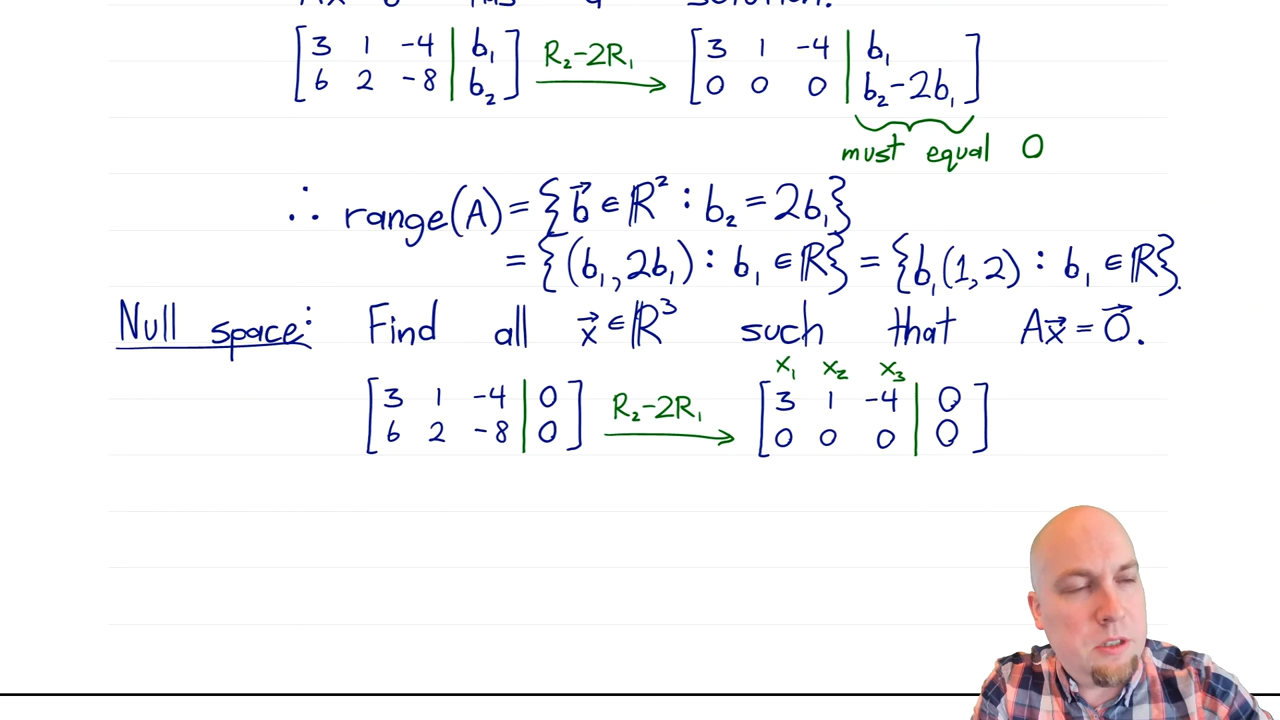 Ax b has a solution.
[3 1 -4 | b₁] R₂-2R₁ [3 1 -4 | b₁]
[6 2 -8 | b₂] → [0 0 0 | b₂-2b₁]
must equal 0
∴ range(A) = {b⃗ ∈ ℝ² : b₂ = 2b₁}
= {(b₁, 2b₁) : b₁ ∈ ℝ} = {b₁(1,2) : b₁ ∈ ℝ}.
Null space: Find all x⃗ ∈ ℝ³ such that Ax⃗ = 0⃗.
x₁ x₂ x₃
[3 1 -4 | 0] R₂-2R₁ [3 1 -4 | 0]
[6 2 -8 | 0] → [0 0 0 | 0]